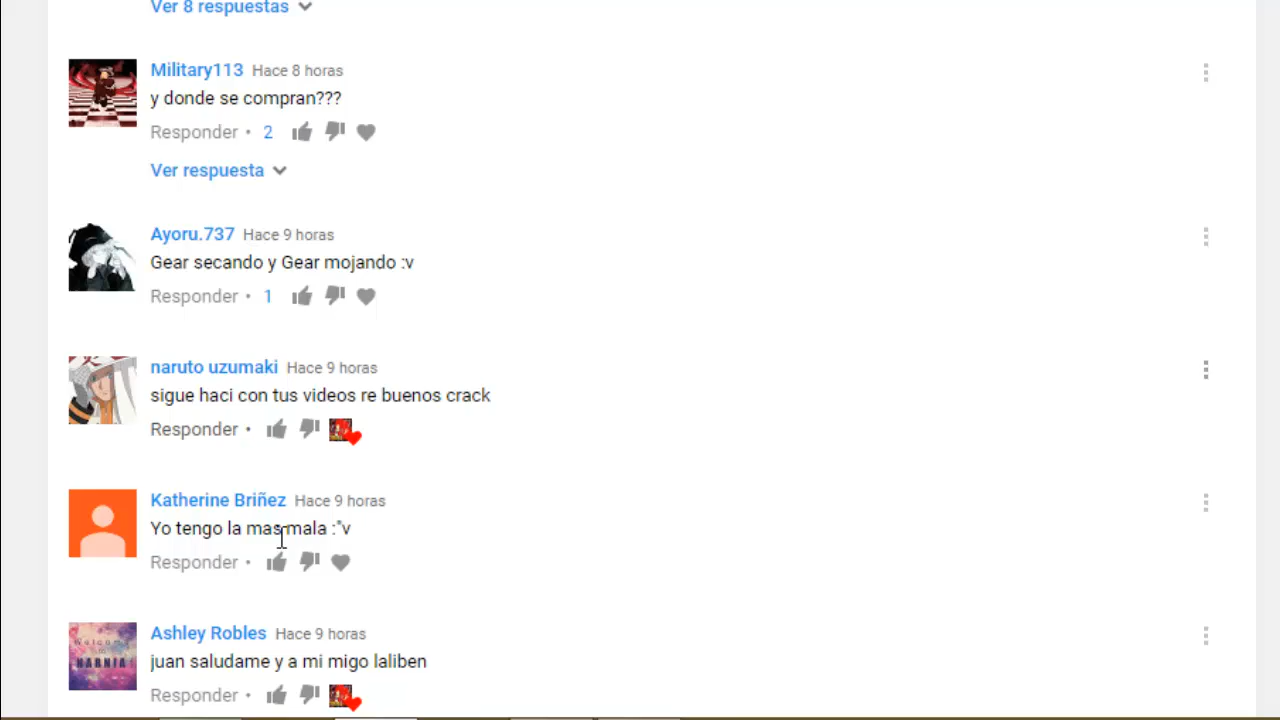 Ver 8 respuestas
Military113 Hace 8 horas
y donde se compran???
Responder • 2
Ver respuesta
Ayoru.737 Hace 9 horas
Gear secando y Gear mojando :v
Responder • 1
naruto uzumaki Hace 9 horas
sigue haci con tus videos re buenos crack
Responder •
Katherine Briñez Hace 9 horas
Yo tengo la mas mala :"v
Responder •
Welcome to NARNIA
Ashley Robles Hace 9 horas
juan saludame y a mi migo laliben
Responder •